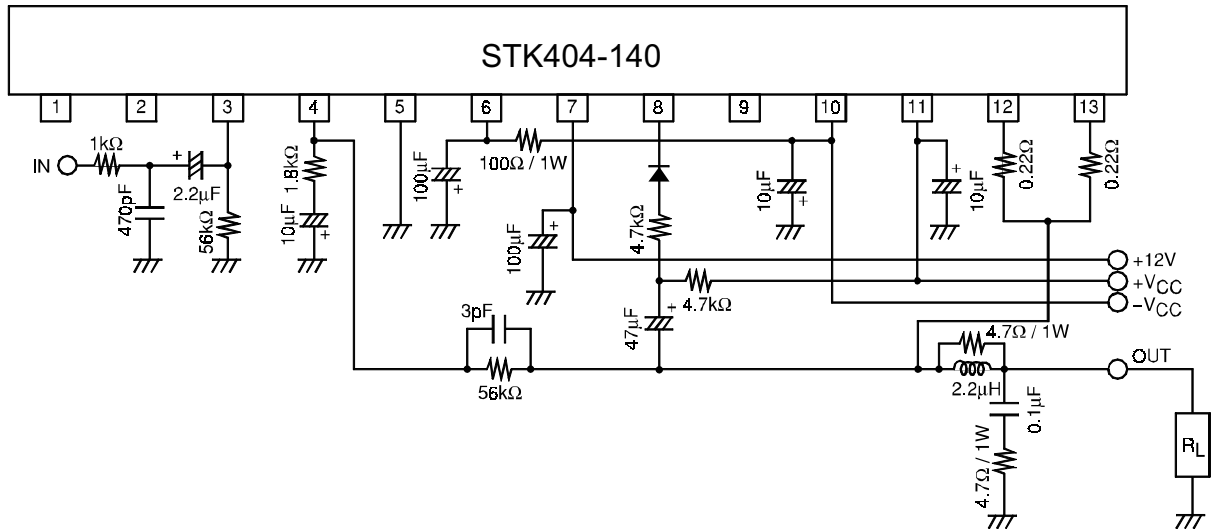 STK404-140
1 2 3 4 5 6 7 8 9 10 11 12 13
IN
1kΩ
470pF
+
2.2µF
56kΩ
1.8kΩ
10µF
+
100µF
+
100Ω / 1W
100µF
+
4.7kΩ
10µF
+
+
10µF
0.22Ω
0.22Ω
+12V
+VCC
−VCC
4.7kΩ
3pF
56kΩ
47µF
+
4.7Ω / 1W
2.2µH
OUT
0.1µF
4.7Ω / 1W
RL